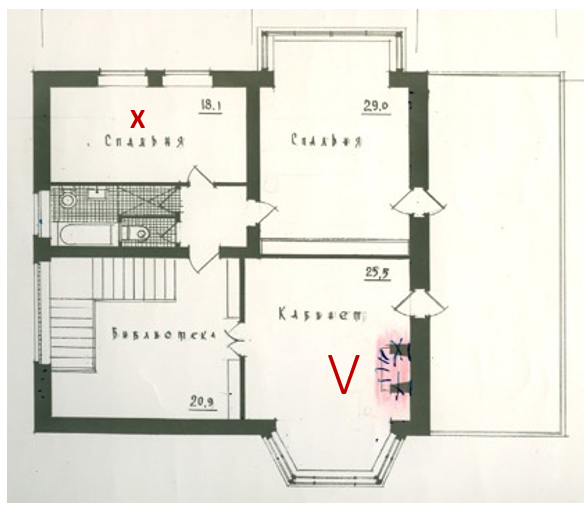 X
18.1
Спальня
29.0
Спальня
25,5
Кабинет
V
Библиотека
20,9